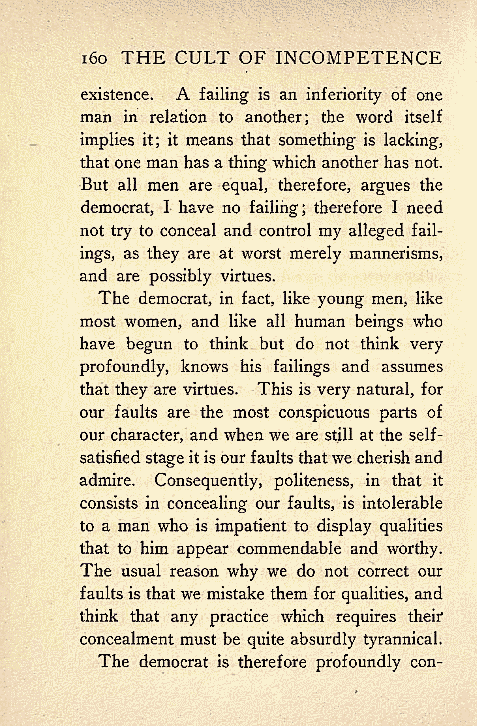 160 THE CULT OF INCOMPETENCE
existence. A failing is an inferiority of one
man in relation to another; the word itself
implies it; it means that something is lacking,
that one man has a thing which another has not.
But all men are equal, therefore, argues the
democrat, I have no failing; therefore I need
not try to conceal and control my alleged fail-
ings, as they are at worst merely mannerisms,
and are possibly virtues.
The democrat, in fact, like young men, like
most women, and like all human beings who
have begun to think but do not think very
profoundly, knows his failings and assumes
that they are virtues. This is very natural, for
our faults are the most conspicuous parts of
our character, and when we are still at the self-
satisfied stage it is our faults that we cherish and
admire. Consequently, politeness, in that it
consists in concealing our faults, is intolerable
to a man who is impatient to display qualities
that to him appear commendable and worthy.
The usual reason why we do not correct our
faults is that we mistake them for qualities, and
think that any practice which requires their
concealment must be quite absurdly tyrannical.
The democrat is therefore profoundly con-